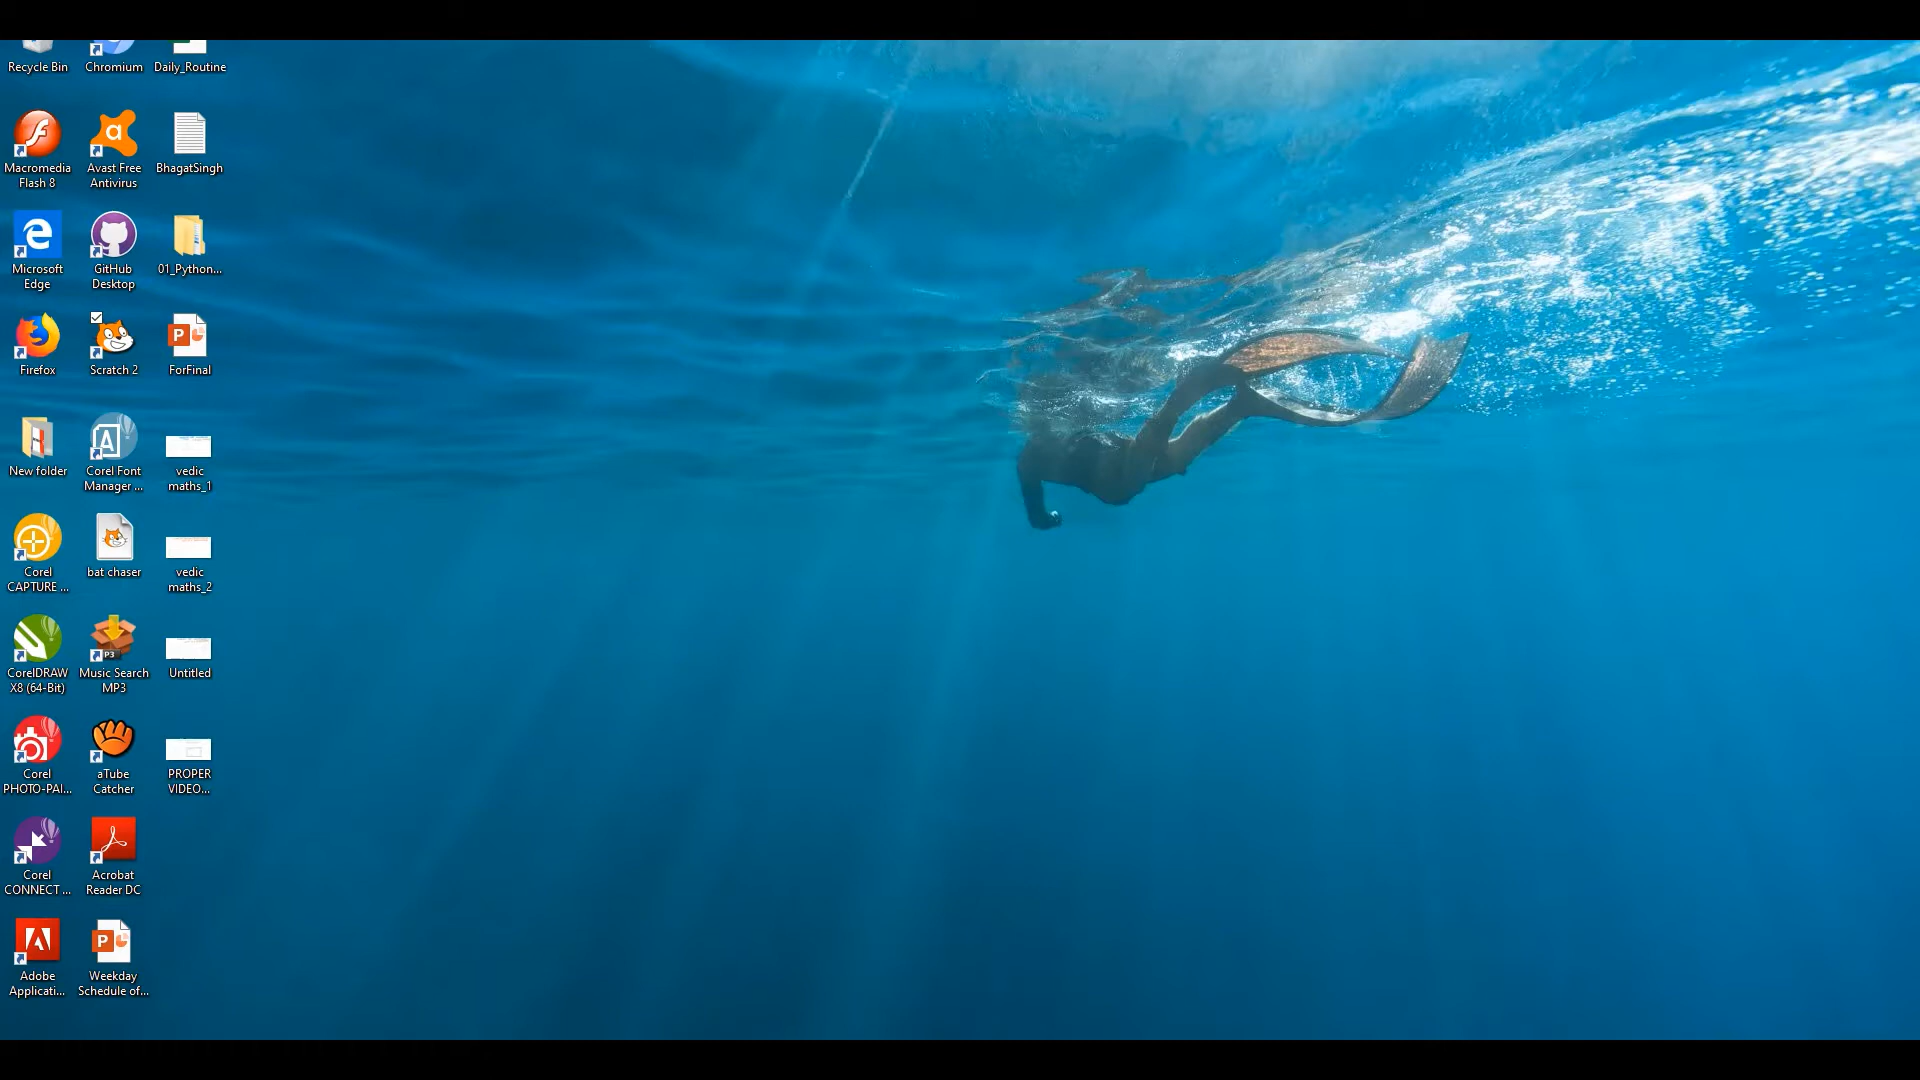 Recycle Bin
Chromium
Daily_Routine
Macromedia
Flash 8
Avast Free
Antivirus
BhagatSingh
Microsoft
Edge
GitHub
Desktop
01_Python...
Firefox
Scratch 2
ForFinal
New folder
Corel Font
Manager ...
vedic
maths_1
Corel
CAPTURE ...
bat chaser
vedic
maths_2
CorelDRAW
X8 (64-Bit)
Music Search
MP3
Untitled
Corel
PHOTO-PAI...
aTube
Catcher
PROPER
VIDEO...
Corel
CONNECT ...
Acrobat
Reader DC
Adobe
Applicati...
Weekday
Schedule of...